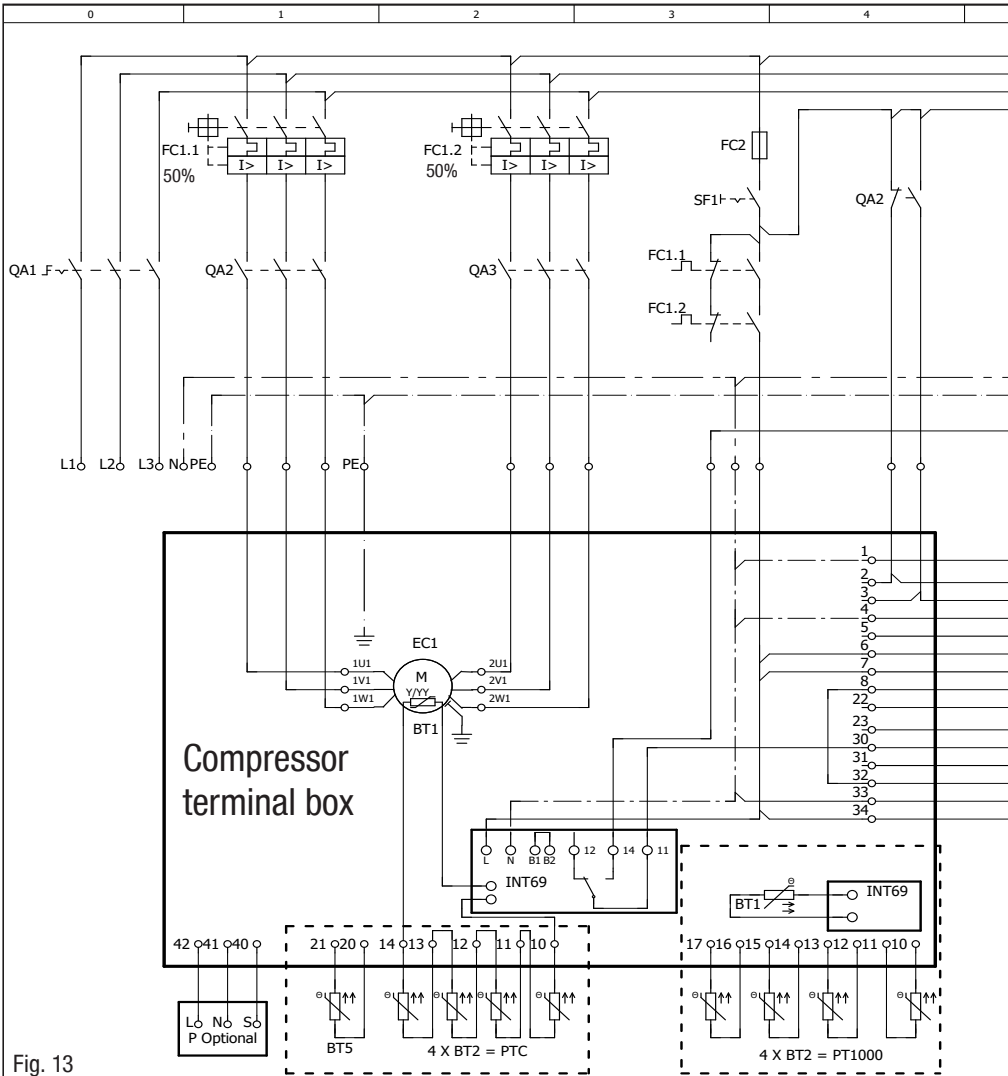 0 1 2 3 4
FC1.1
50%
FC1.2
50%
I> I> I>
I> I> I>
FC2
SF1
QA2
QA1
QA2
QA3
FC1.1
FC1.2
L1 L2 L3 N PE PE
1
2
3
4
5
6
7
8
22
23
30
31
32
33
34
EC1
1U1
1V1
1W1
M
Y/YY
2U1
2V1
2W1
BT1
Compressor
terminal box
L N B1 B2 12 14 11
INT69
BT1
INT69
42 41 40
21 20 14 13 12 11 10
17 16 15 14 13 12 11 10
L N S
P Optional
Θ Θ Θ Θ Θ
Θ Θ Θ Θ
Θ
BT5
4 X BT2 = PTC
4 X BT2 = PT1000
Fig. 13